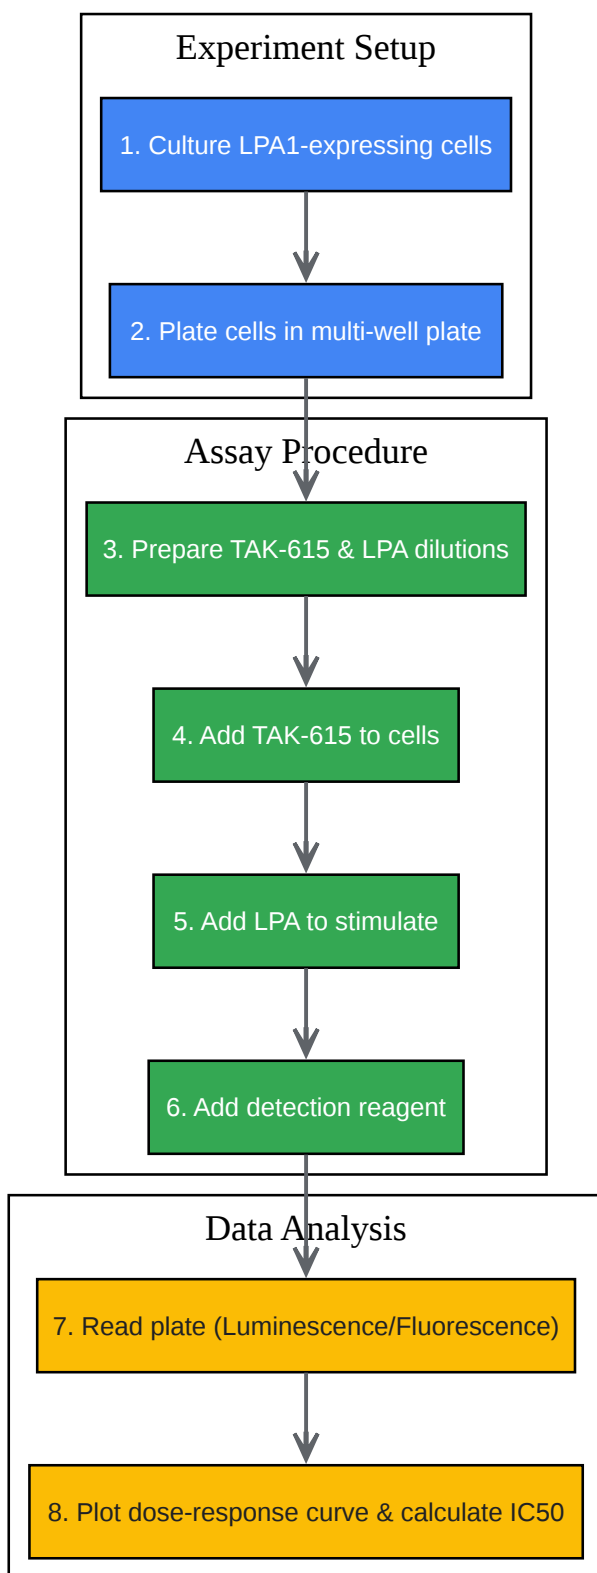 Experiment Setup
1. Culture LPA1-expressing cells
2. Plate cells in multi-well plate
Assay Procedure
3. Prepare TAK-615 & LPA dilutions
4. Add TAK-615 to cells
5. Add LPA to stimulate
6. Add detection reagent
Data Analysis
7. Read plate (Luminescence/Fluorescence)
8. Plot dose-response curve & calculate IC50